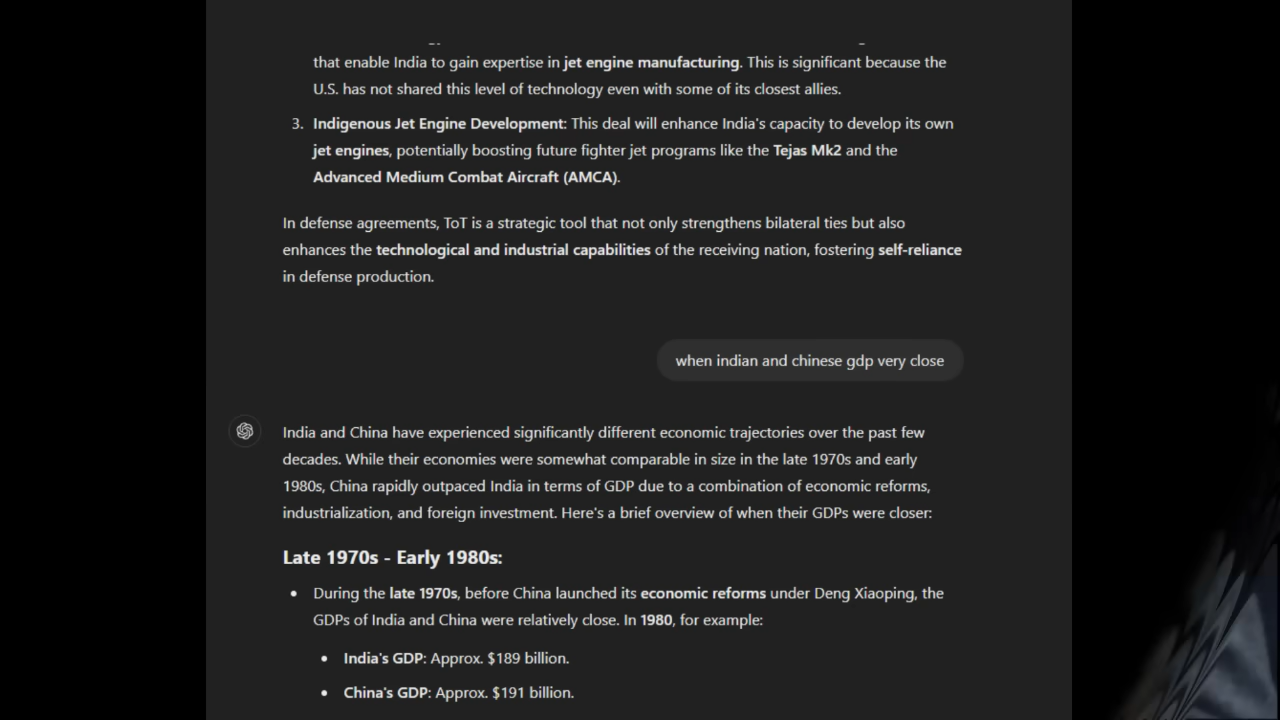 that enable India to gain expertise in jet engine manufacturing. This is significant because the
U.S. has not shared this level of technology even with some of its closest allies.
3. Indigenous Jet Engine Development: This deal will enhance India's capacity to develop its own
jet engines, potentially boosting future fighter jet programs like the Tejas Mk2 and the
Advanced Medium Combat Aircraft (AMCA).
In defense agreements, ToT is a strategic tool that not only strengthens bilateral ties but also
enhances the technological and industrial capabilities of the receiving nation, fostering self-reliance
in defense production.
when indian and chinese gdp very close
India and China have experienced significantly different economic trajectories over the past few
decades. While their economies were somewhat comparable in size in the late 1970s and early
1980s, China rapidly outpaced India in terms of GDP due to a combination of economic reforms,
industrialization, and foreign investment. Here's a brief overview of when their GDPs were closer:
Late 1970s - Early 1980s:
• During the late 1970s, before China launched its economic reforms under Deng Xiaoping, the
GDPs of India and China were relatively close. In 1980, for example:
• India's GDP: Approx. $189 billion.
• China's GDP: Approx. $191 billion.